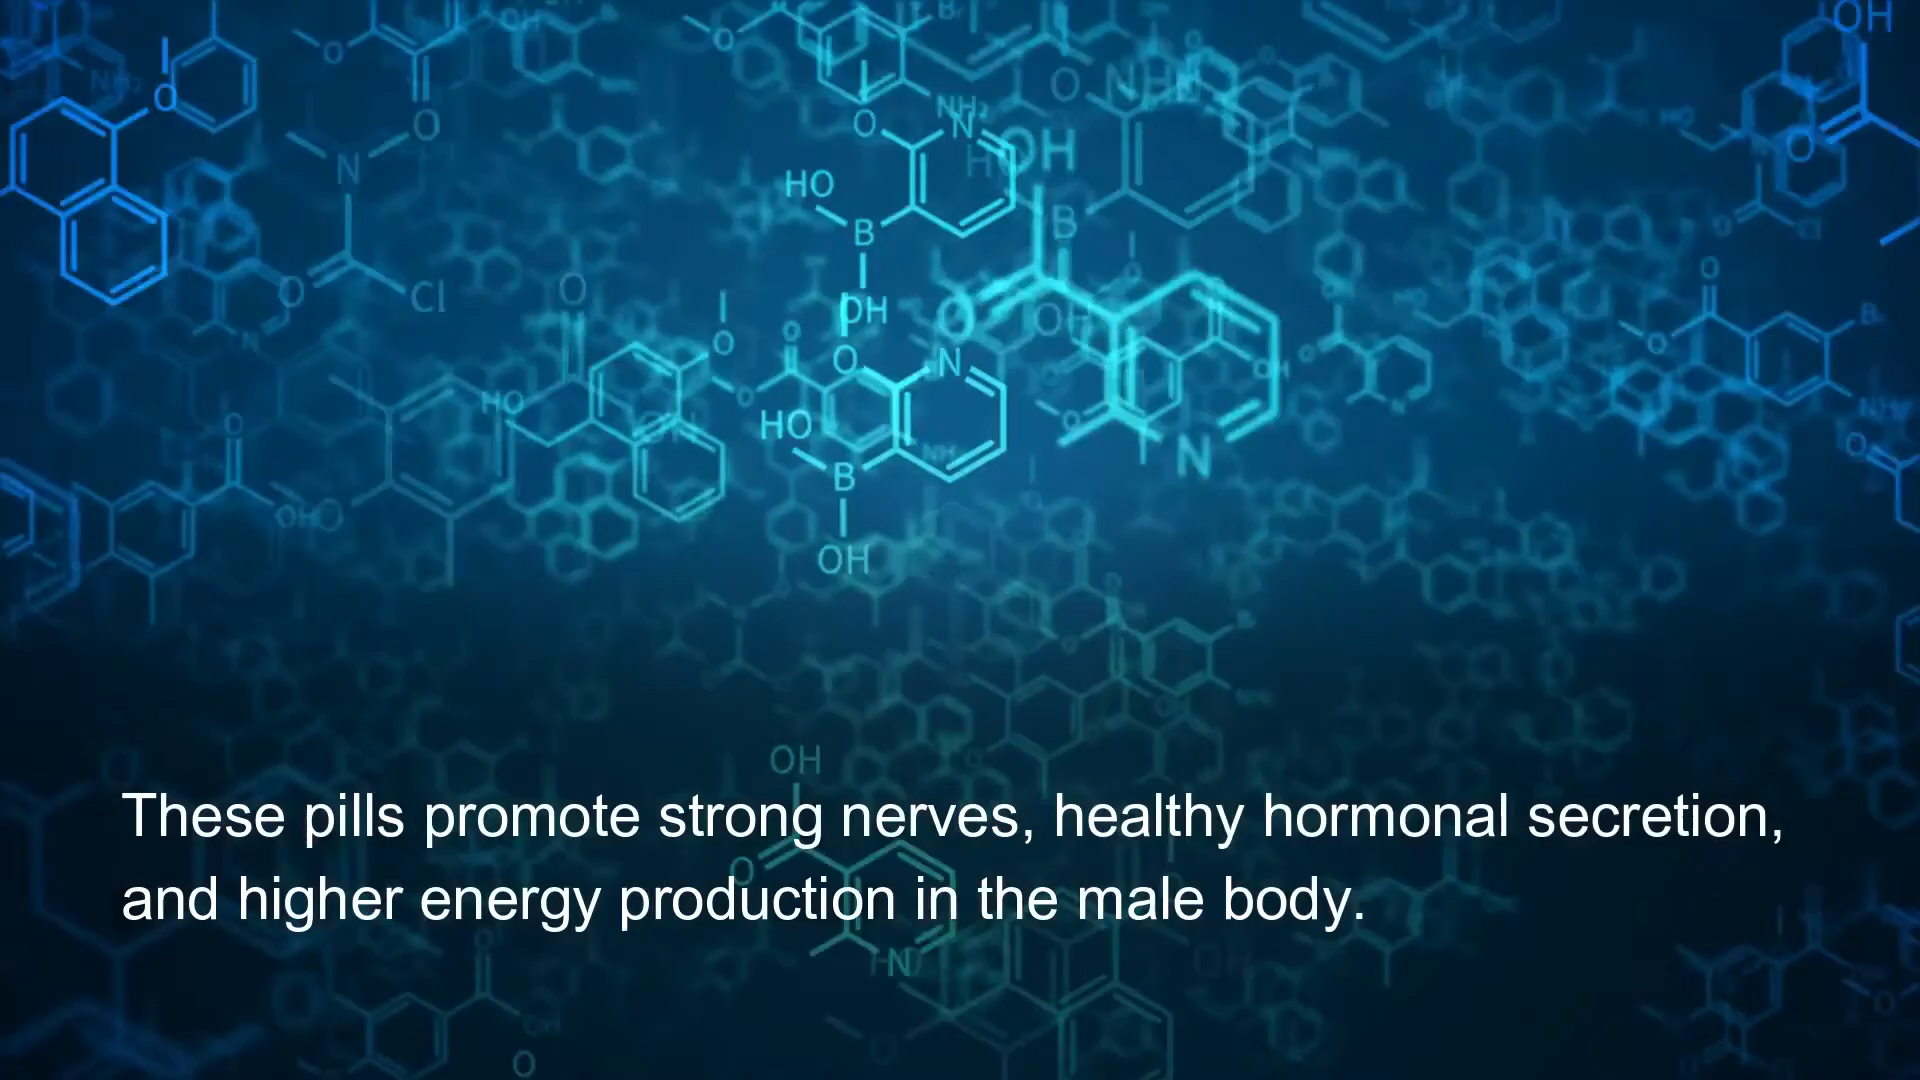 These pills promote strong nerves, healthy hormonal secretion,
and higher energy production in the male body.